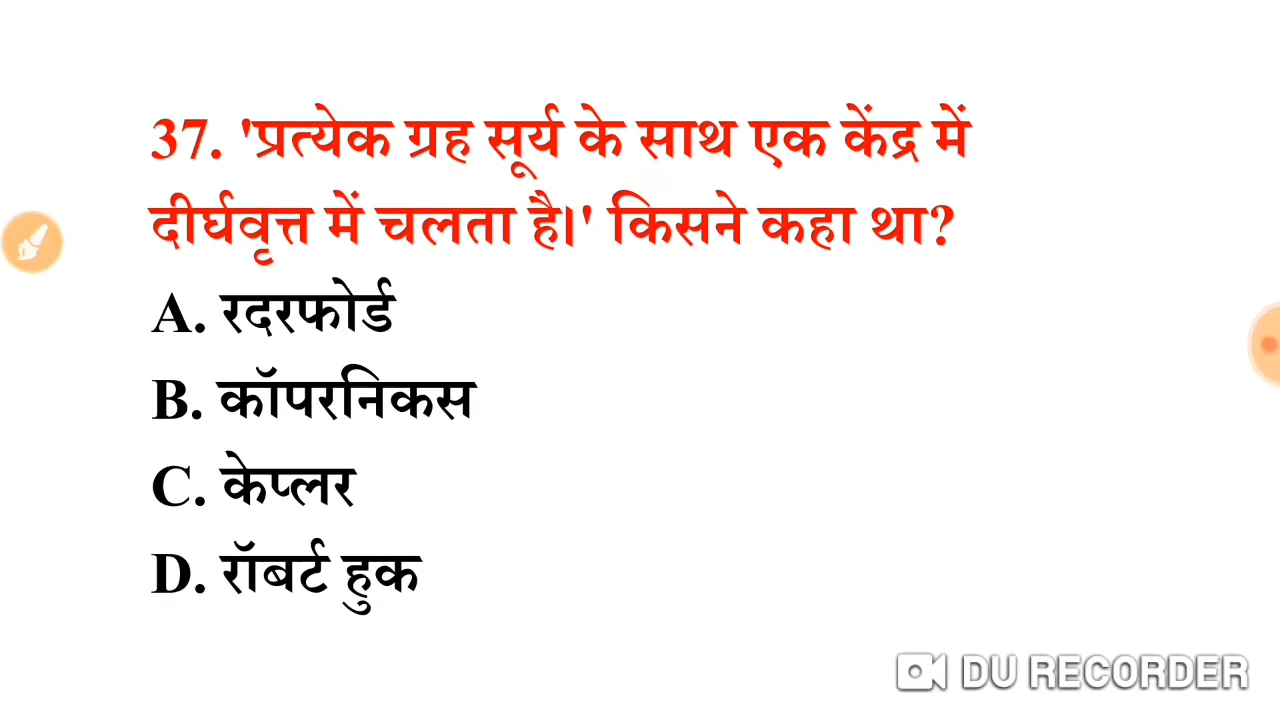 37. 'प्रत्येक ग्रह सूर्य के साथ एक केंद्र में
दीर्घवृत्त में चलता है।' किसने कहा था?
A. रदरफोर्ड
B. कॉपरनिकस
C. केप्लर
D. रॉबर्ट हुक
DU RECORDER